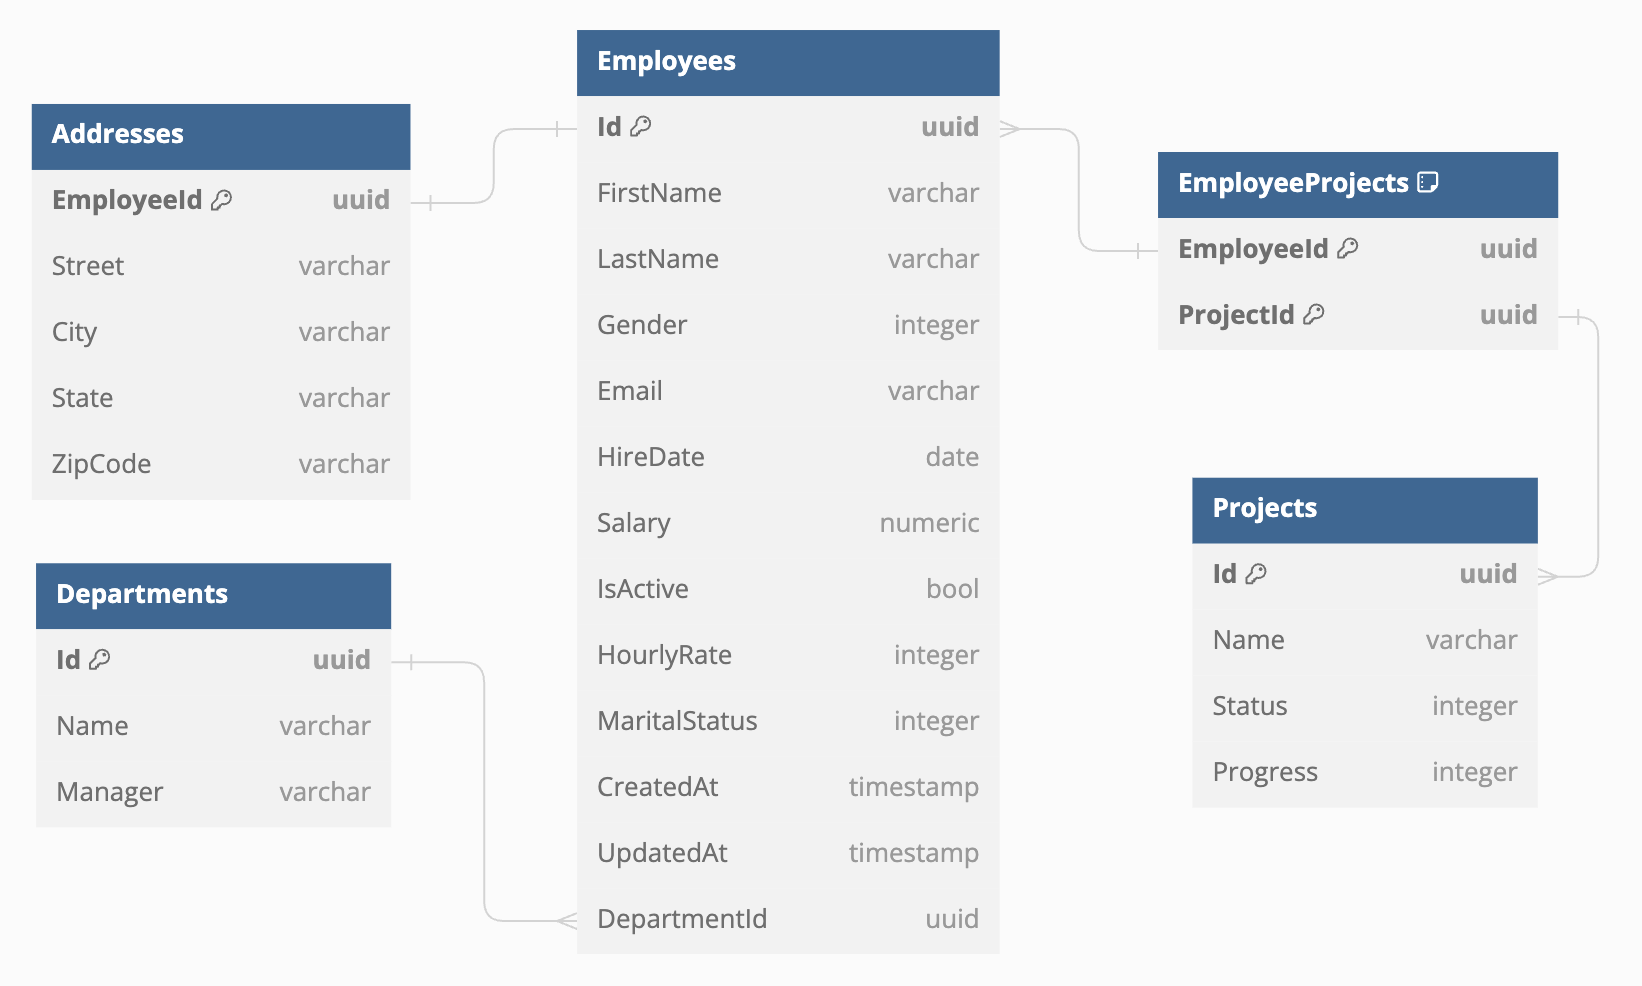 Addresses
EmployeeId uuid
Street varchar
City varchar
State varchar
ZipCode varchar
Departments
Id uuid
Name varchar
Manager varchar
Employees
Id uuid
FirstName varchar
LastName varchar
Gender integer
Email varchar
HireDate date
Salary numeric
IsActive bool
HourlyRate integer
MaritalStatus integer
CreatedAt timestamp
UpdatedAt timestamp
DepartmentId uuid
EmployeeProjects
EmployeeId uuid
ProjectId uuid
Projects
Id uuid
Name varchar
Status integer
Progress integer